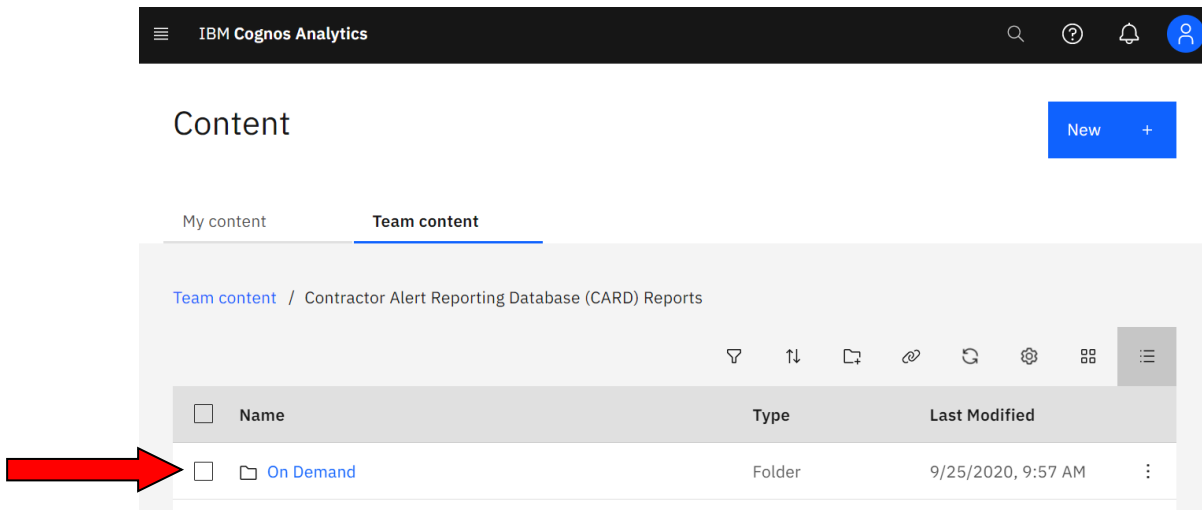 IBM Cognos Analytics
Content
New +
My content Team content
Team content / Contractor Alert Reporting Database (CARD) Reports
Name Type Last Modified
On Demand Folder 9/25/2020, 9:57 AM